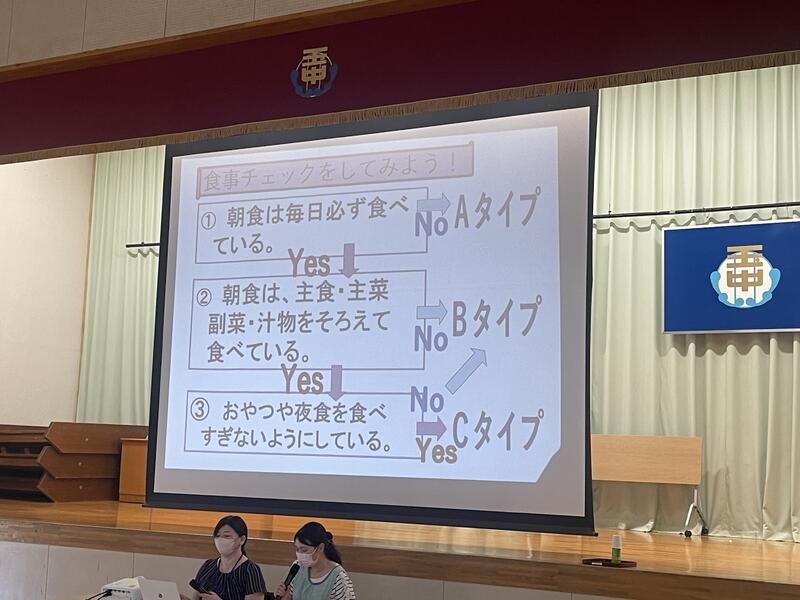 食事チェックをしてみよう！
① 朝食は毎日必ず食べ
ている。
No
Aタイプ
Yes
② 朝食は、主食・主菜
副菜・汁物をそろえて
食べている。
No
Bタイプ
Yes
③ おやつや夜食を食べ
すぎないようにしている。
No
Yes
Cタイプ